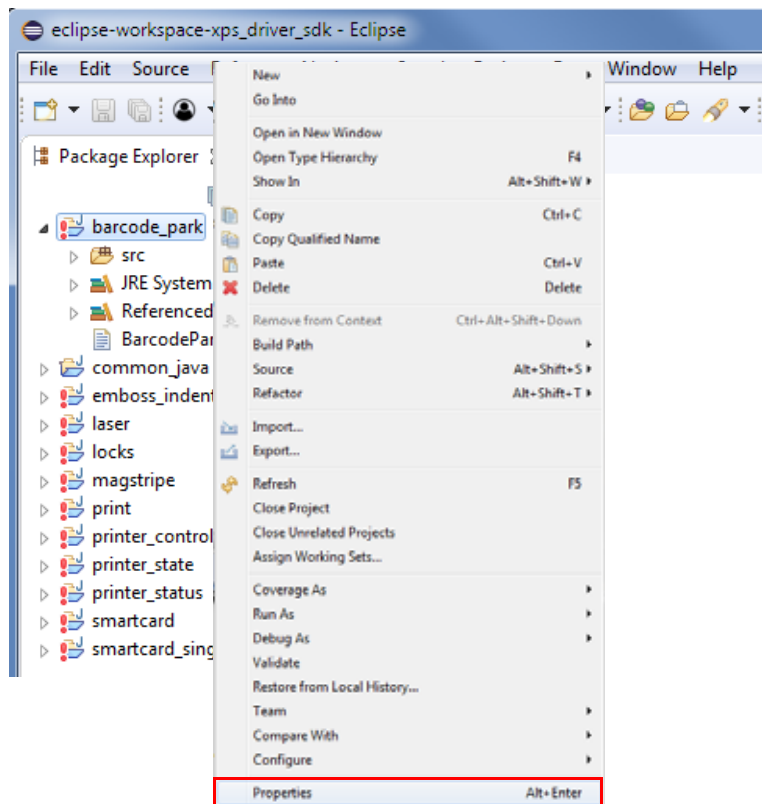 eclipse-workspace-xps_driver_sdk - Eclipse
File Edit Source Window Help
Package Explorer
barcode_park
src
JRE System
Referenced
BarcodePar
common_java
emboss_inden
laser
locks
magstripe
print
printer_control
printer_state
printer_status
smartcard
smartcard_sing
New
Go Into
Open in New Window
Open Type Hierarchy F4
Show In Alt+Shift+W
Copy Ctrl+C
Copy Qualified Name
Paste Ctrl+V
Delete Delete
Remove from Context Ctrl+Alt+Shift+Down
Build Path
Source Alt+Shift+S
Refactor Alt+Shift+T
Import...
Export...
Refresh F5
Close Project
Close Unrelated Projects
Assign Working Sets...
Coverage As
Run As
Debug As
Validate
Restore from Local History...
Team
Compare With
Configure
Properties Alt+Enter